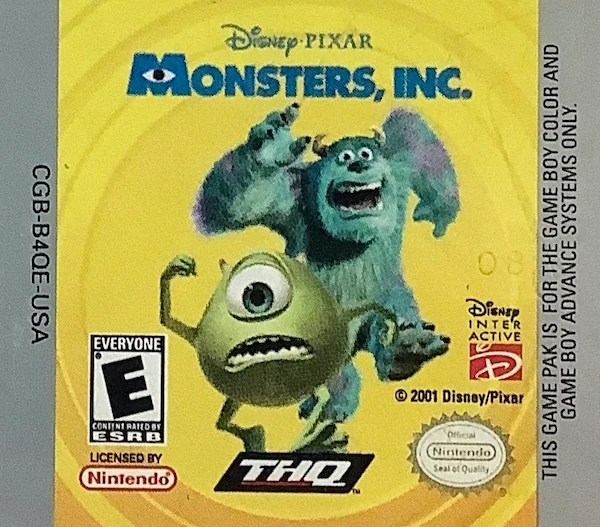 Disney·PIXAR
MONSTERS, INC.
CGB-B4QE-USA
08
Disney
INTER
ACTIVE
D
© 2001 Disney/Pixar
EVERYONE
E
CONTENT RATED BY
ESRB
LICENSED BY
Nintendo®
THQ™
Official
Nintendo
Seal of Quality
THIS GAME PAK IS FOR THE GAME BOY COLOR AND
GAME BOY ADVANCE SYSTEMS ONLY.